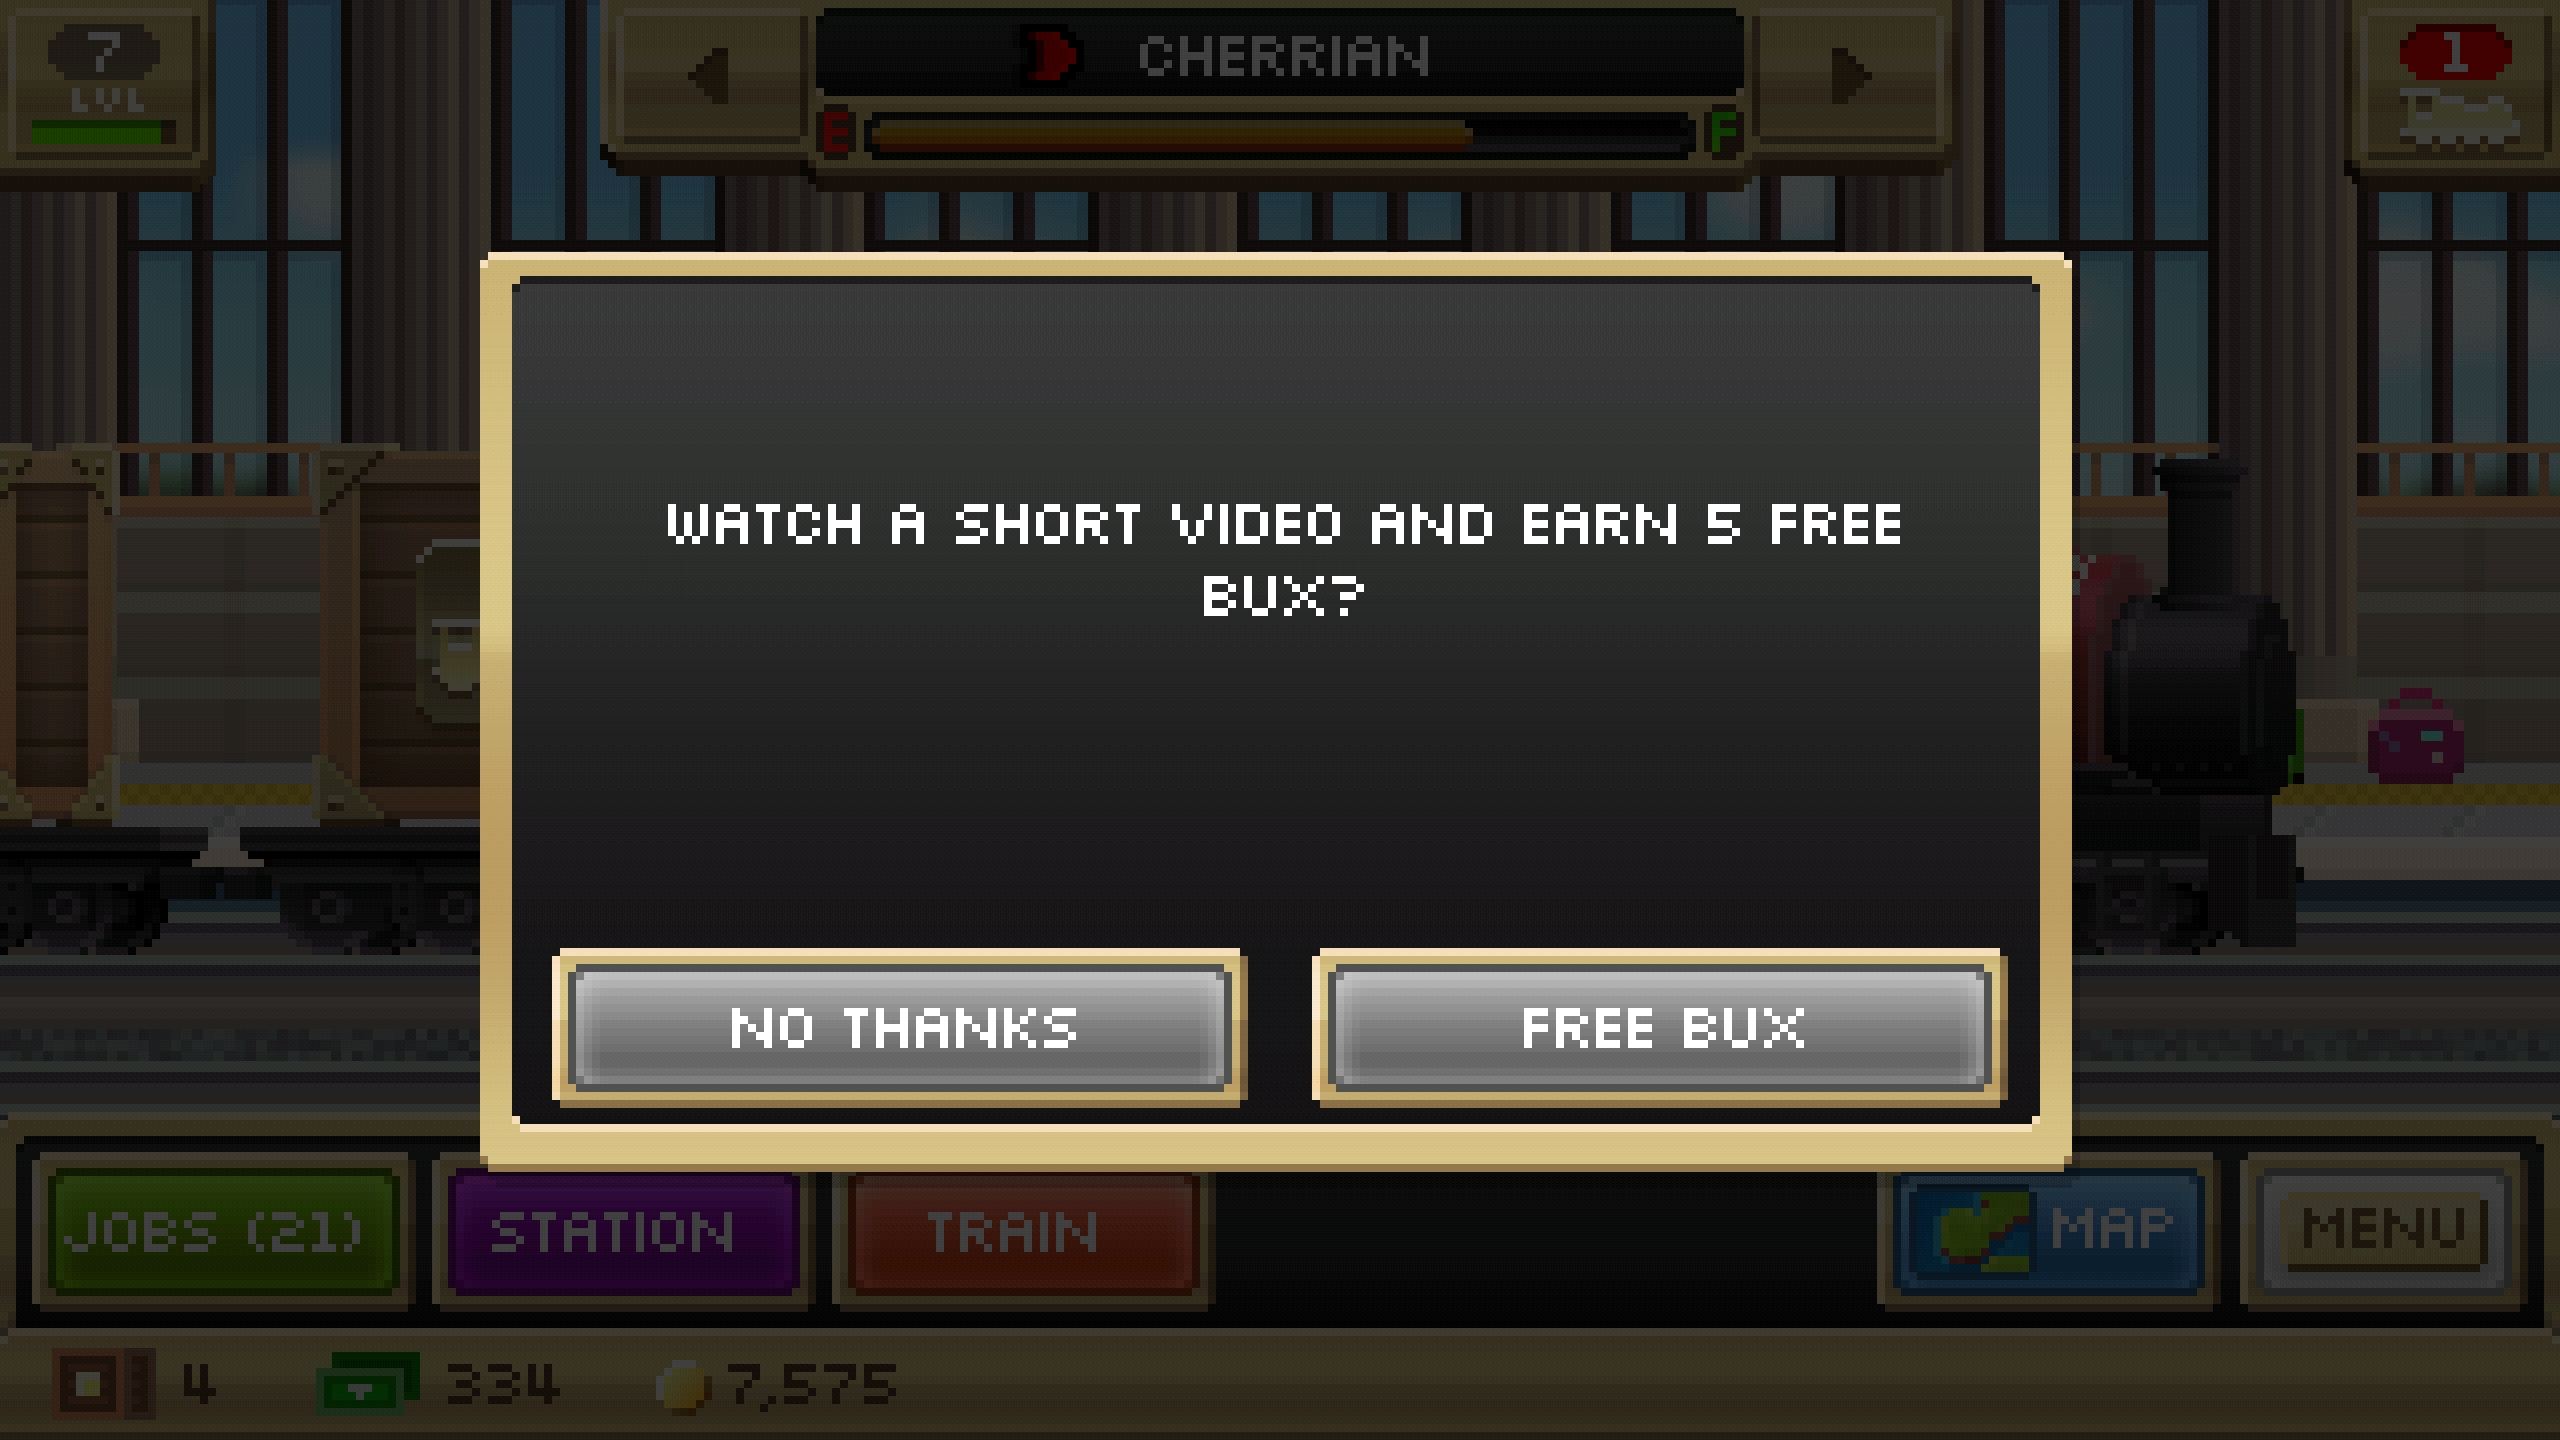 7
LVL
CHERRIAN
E F
1
WATCH A SHORT VIDEO AND EARN 5 FREE
BUX?
NO THANKS
FREE BUX
JOBS (21)
STATION
TRAIN
MAP
MENU
4
334
7,575